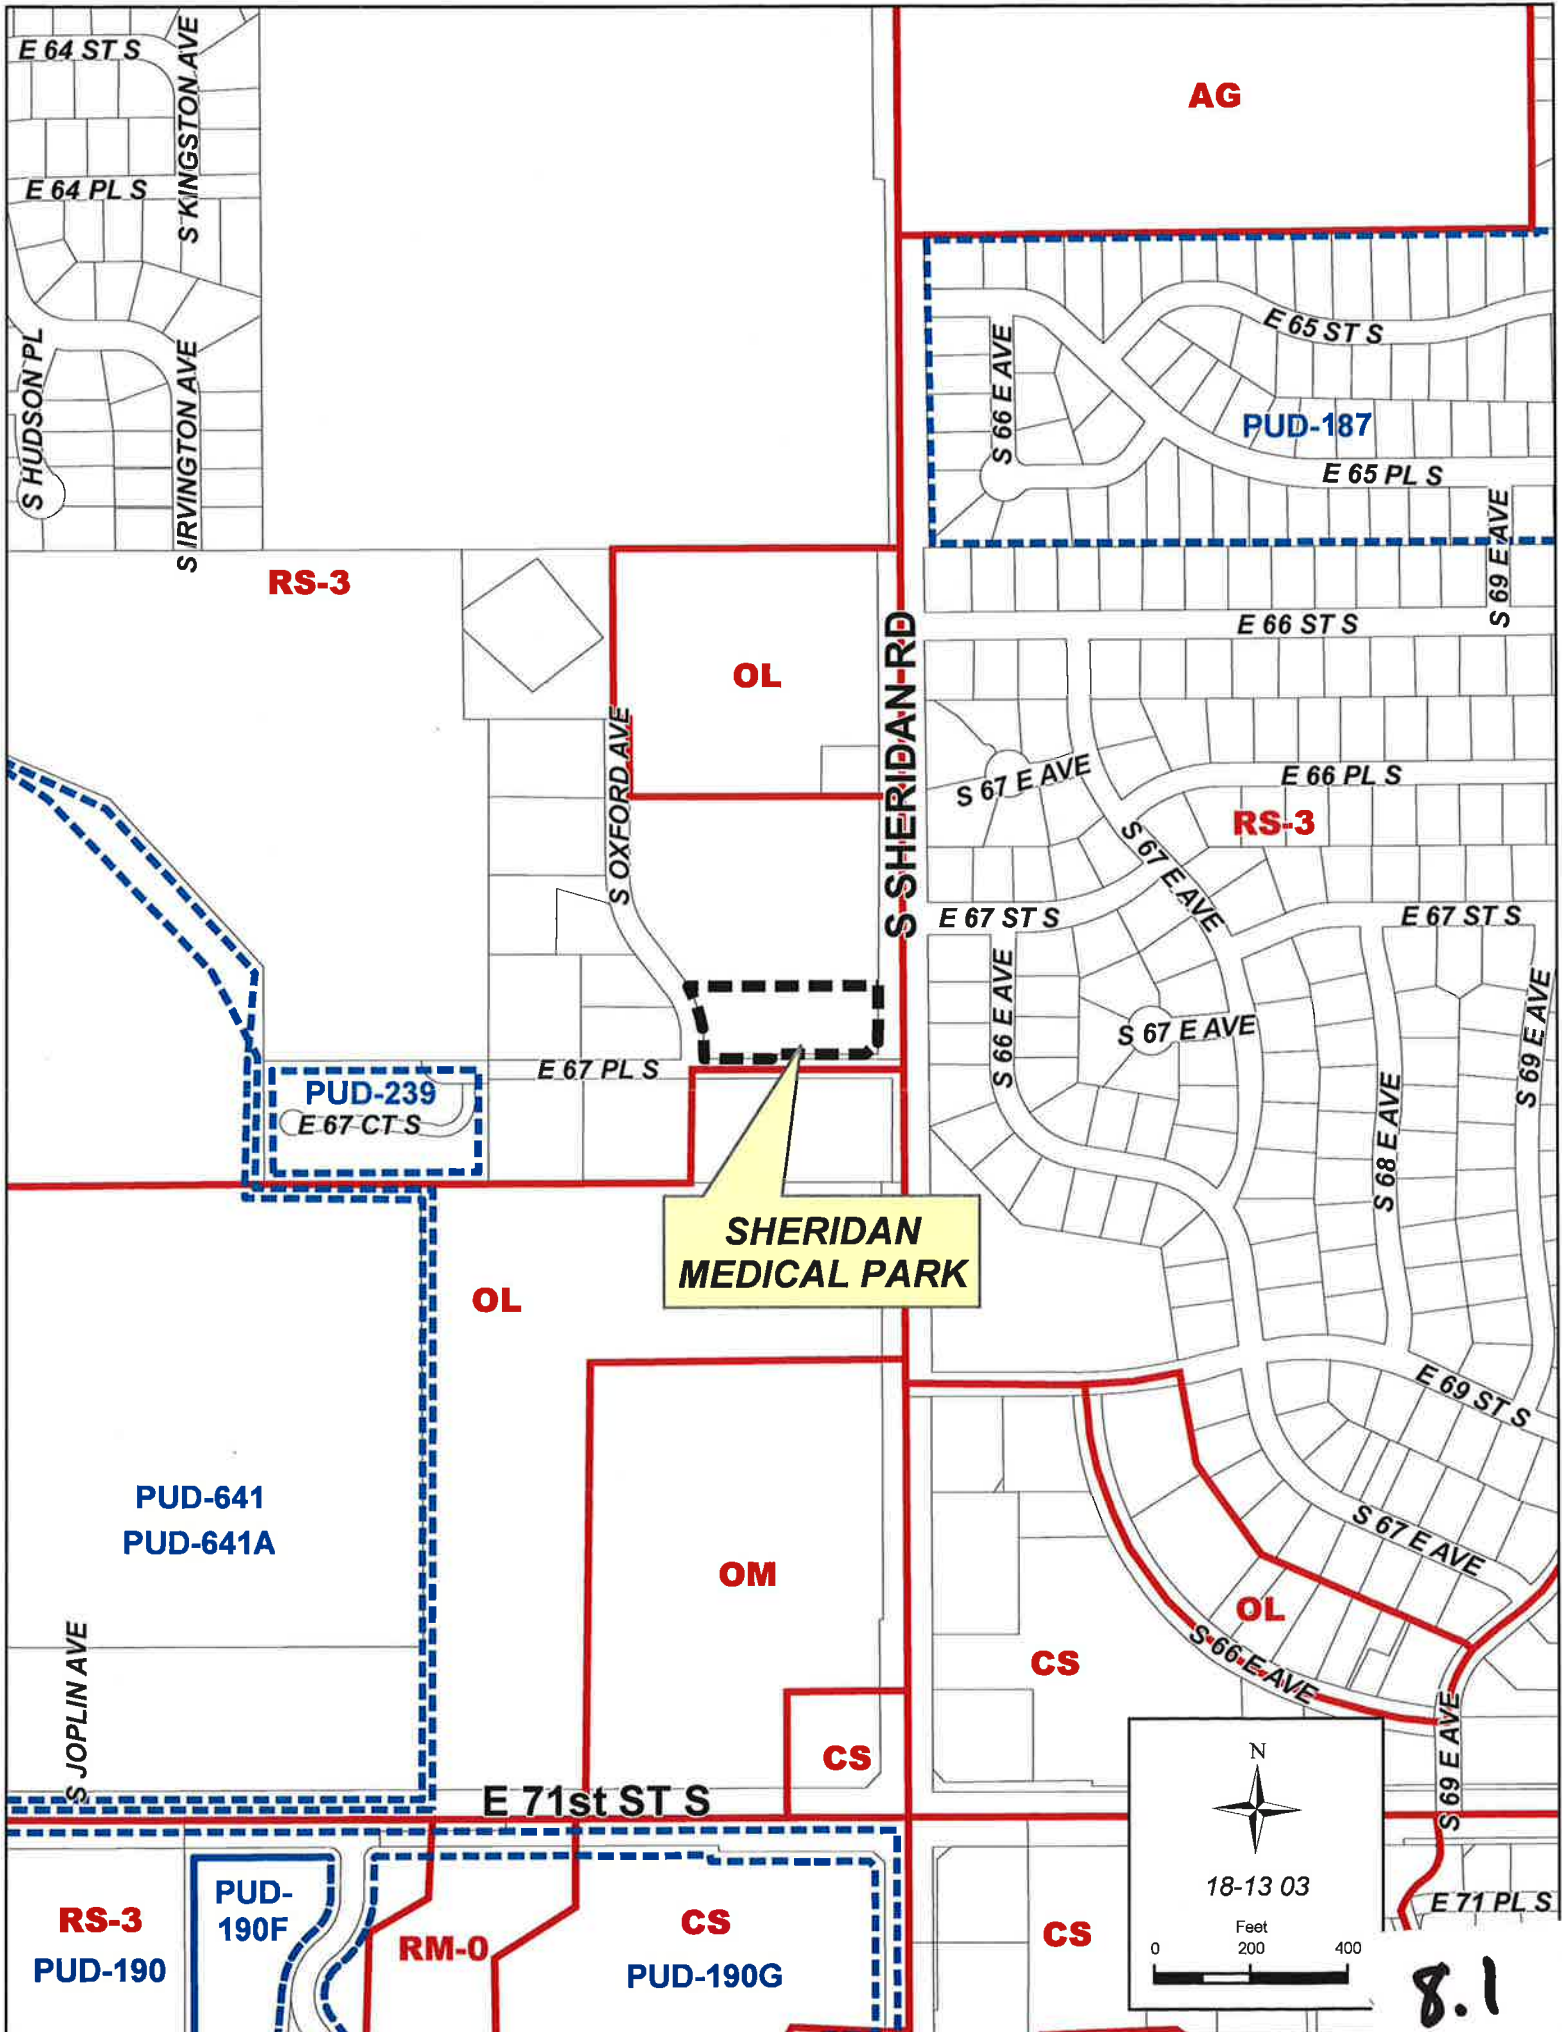 E 64 ST S
S KINGSTON AVE
AG
E 64 PL S
E 65 ST S
S HUDSON PL
S IRVINGTON AVE
S 66 E AVE
PUD-187
E 65 PL S
S 69 E AVE
RS-3
E 66 ST S
OL
S SHERIDAN RD
S OXFORD AVE
S 67 E AVE
E 66 PL S
RS-3
S 67 E AVE
E 67 ST S
E 67 ST S
S 66 E AVE
S 67 E AVE
S 69 E AVE
E 67 PL S
PUD-239
E 67 CT S
S 68 E AVE
SHERIDAN
MEDICAL PARK
OL
E 69 ST S
PUD-641
PUD-641A
S 67 E AVE
OM
OL
S 66 E AVE
CS
S JOPLIN AVE
CS
S 69 E AVE
E 71st ST S
N
18-13 03
Feet
0 200 400
PUD-
190F
RS-3
PUD-190
RM-0
CS
PUD-190G
CS
E 71 PL S
8.1